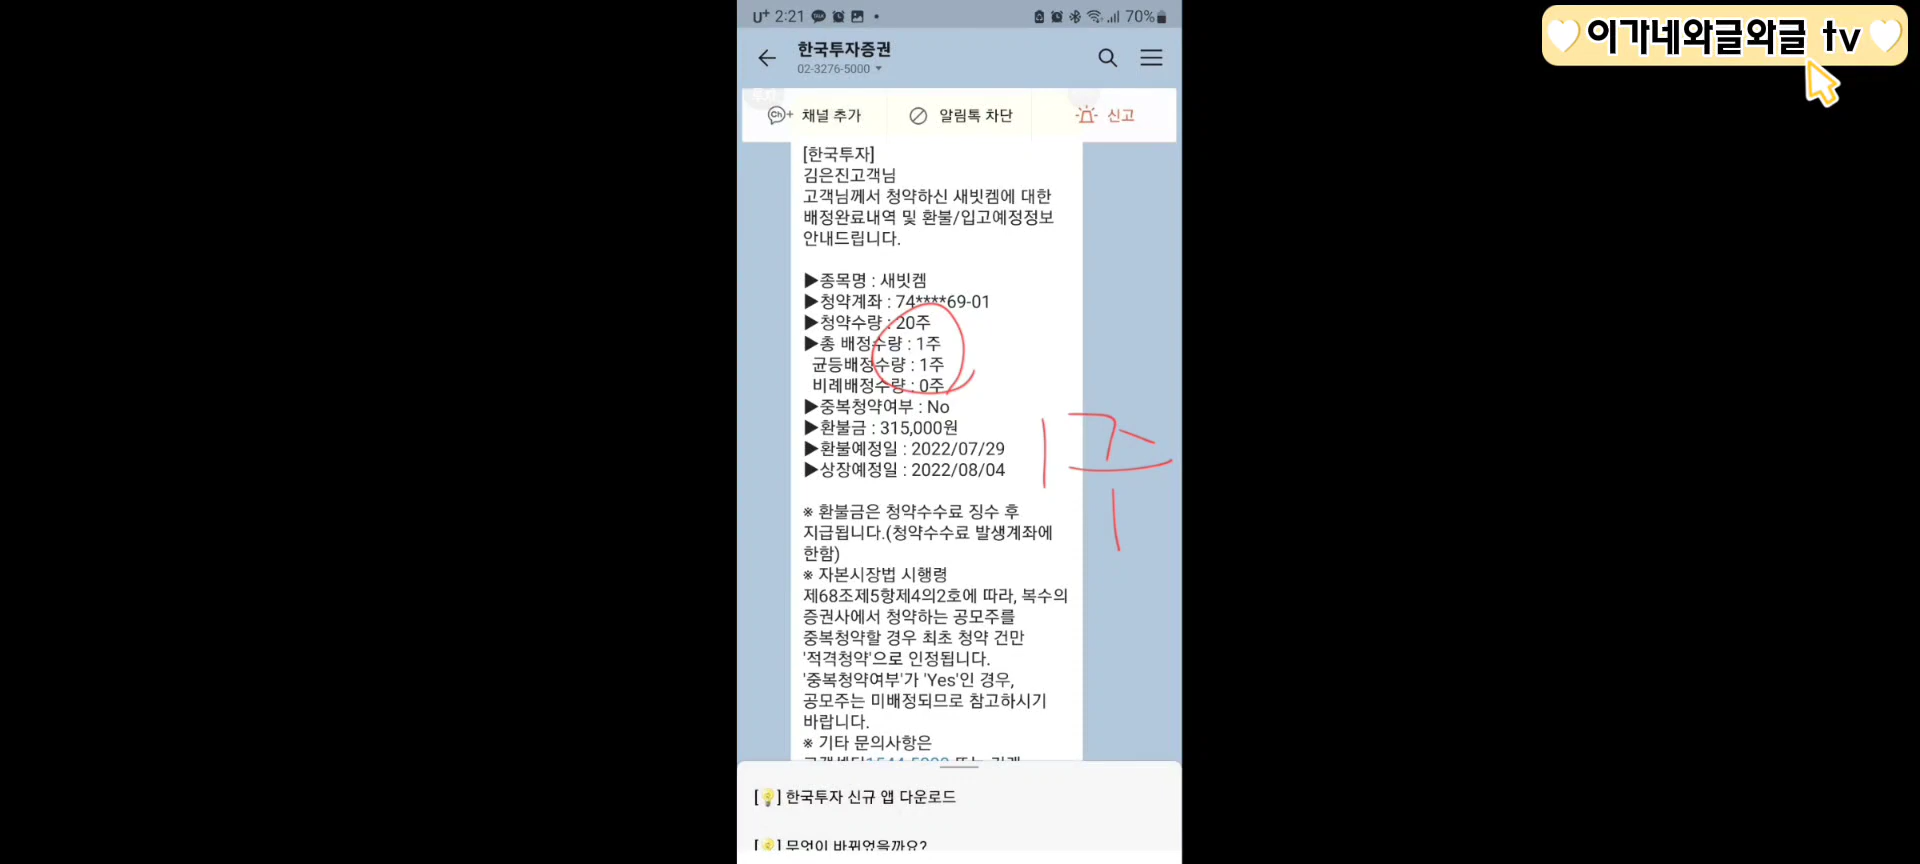 U+ 2:21
70%
이가네와글와글 tv
한국투자증권
02-3276-5000
채널 추가
알림톡 차단
신고
[한국투자]
김은진고객님
고객님께서 청약하신 새빗켐에 대한
배정완료내역 및 환불/입고예정정보
안내드립니다.
▶종목명 : 새빗켐
▶청약계좌 : 74****69-01
▶청약수량 : 20주
▶총 배정수량 : 1주
균등배정수량 : 1주
비례배정수량 : 0주
▶중복청약여부 : No
▶환불금 : 315,000원
▶환불예정일 : 2022/07/29
▶상장예정일 : 2022/08/04
1주
※ 환불금은 청약수수료 징수 후
지급됩니다.(청약수수료 발생계좌에
한함)
※ 자본시장법 시행령
제68조제5항제4의2호에 따라, 복수의
증권사에서 청약하는 공모주를
중복청약할 경우 최초 청약 건만
'적격청약'으로 인정됩니다.
'중복청약여부'가 'Yes'인 경우,
공모주는 미배정되므로 참고하시기
바랍니다.
※ 기타 문의사항은
[💡] 한국투자 신규 앱 다운로드
[💡] 무엇이 바뀌었을까요?